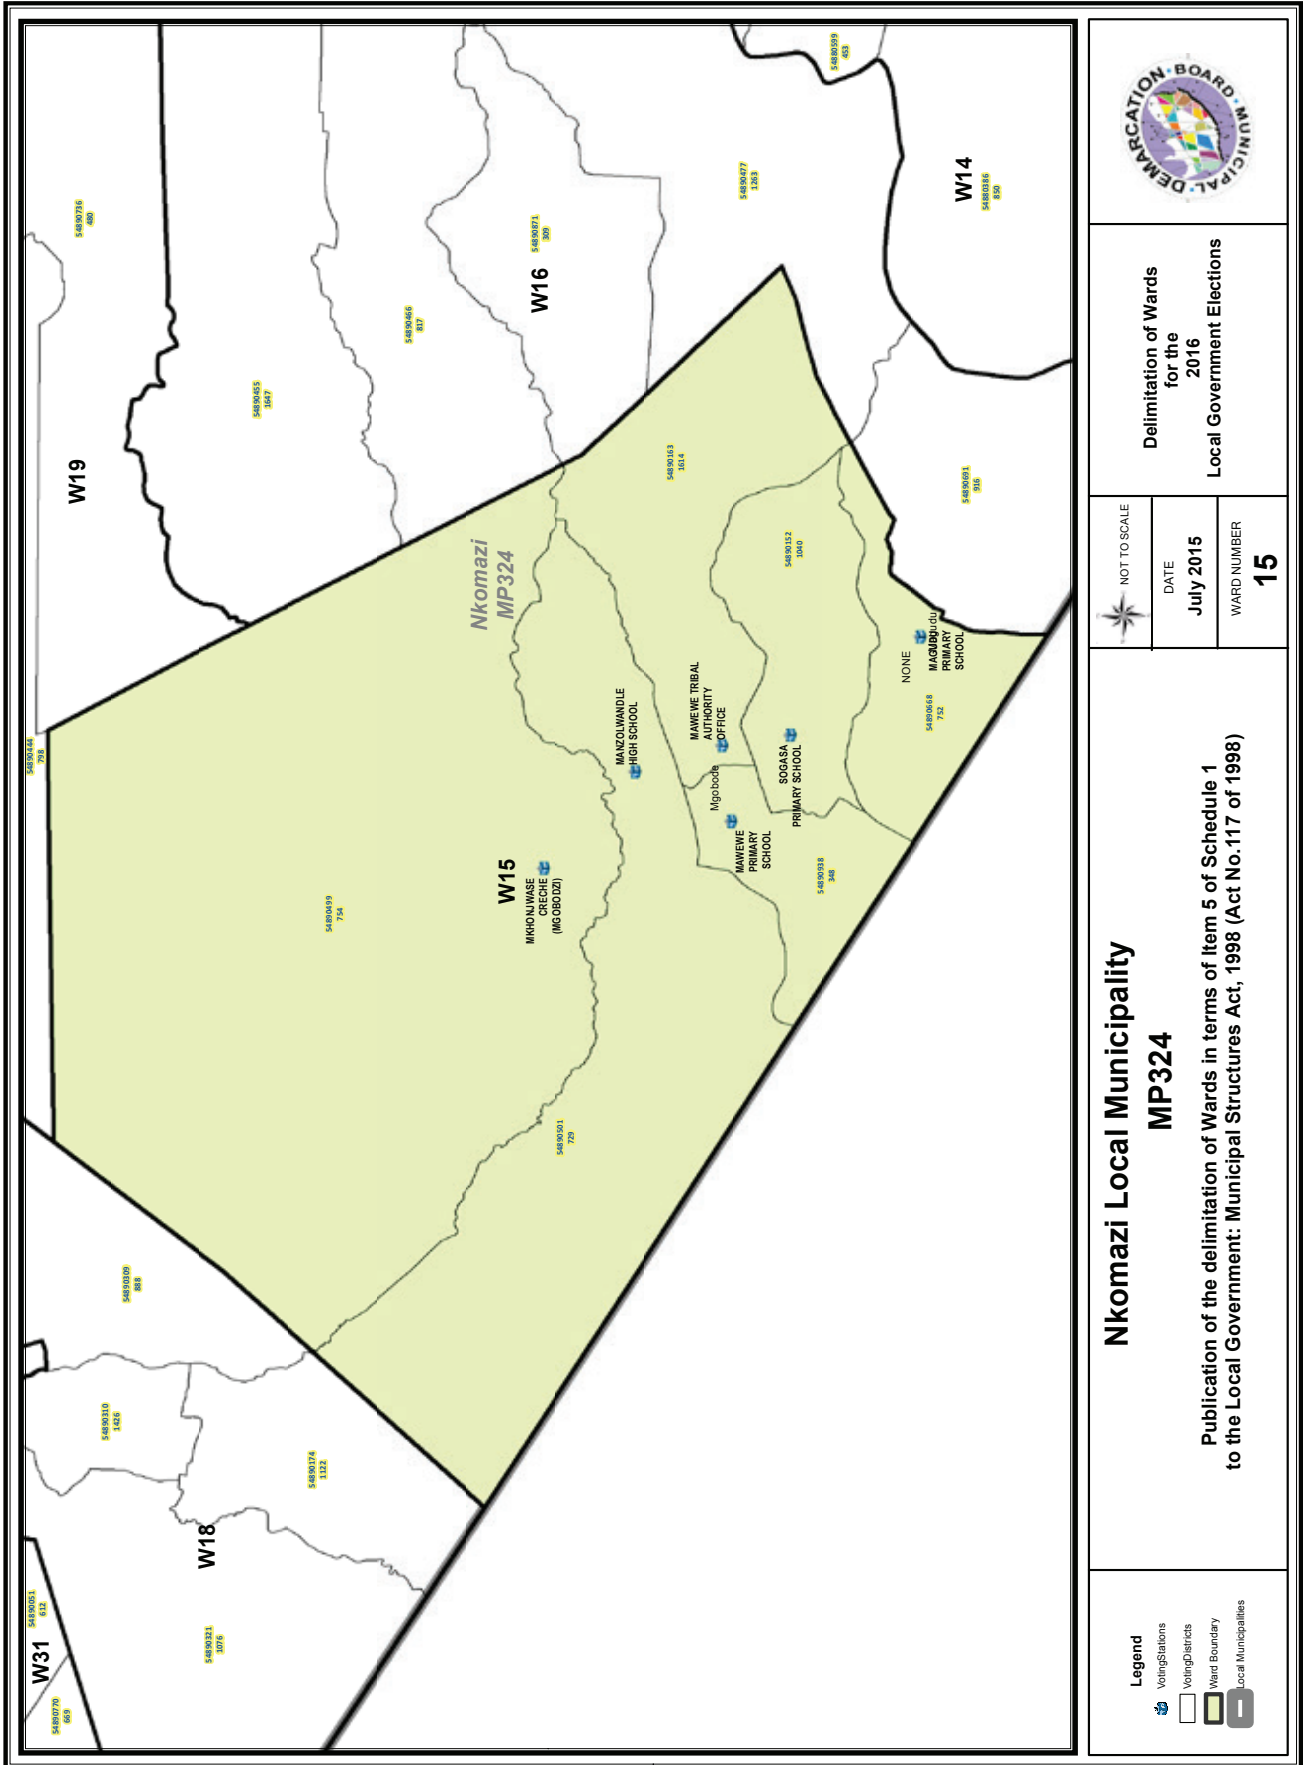 W31
54890051
612
54890770
669
W18
54890321
1076
54890310
1426
54890174
1122
54890309
888
54890444
798
W19
54890736
480
54890455
1647
54890466
817
54890871
309
W16
54890477
1263
54880599
453
W14
54880386
850
54890691
916
54890163
1614
54890152
1040
Nkomazi
MP324
54890499
754
W15
MKHONJWASE
CRECHE
(MGOBODZI)
54890501
729
MANZOLWANDLE
HIGH SCHOOL
MAWEWE TRIBAL
AUTHORITY
OFFICE
Mgobode
MAWEWE
PRIMARY
SCHOOL
SOGASA
PRIMARY SCHOOL
54890938
348
NONE
PRIMARY
SCHOOL
54890668
752
Legend
VotingStations
VotingDistricts
Ward Boundary
Local Municipalities
Nkomazi Local Municipality
MP324
Publication of the delimitation of Wards in terms of Item 5 of Schedule 1
to the Local Government: Municipal Structures Act, 1998 (Act No.117 of 1998)
NOT TO SCALE
DATE
July 2015
WARD NUMBER
15
Delimitation of Wards
for the
2016
Local Government Elections
MUNICIPAL · DEMARCATION · BOARD